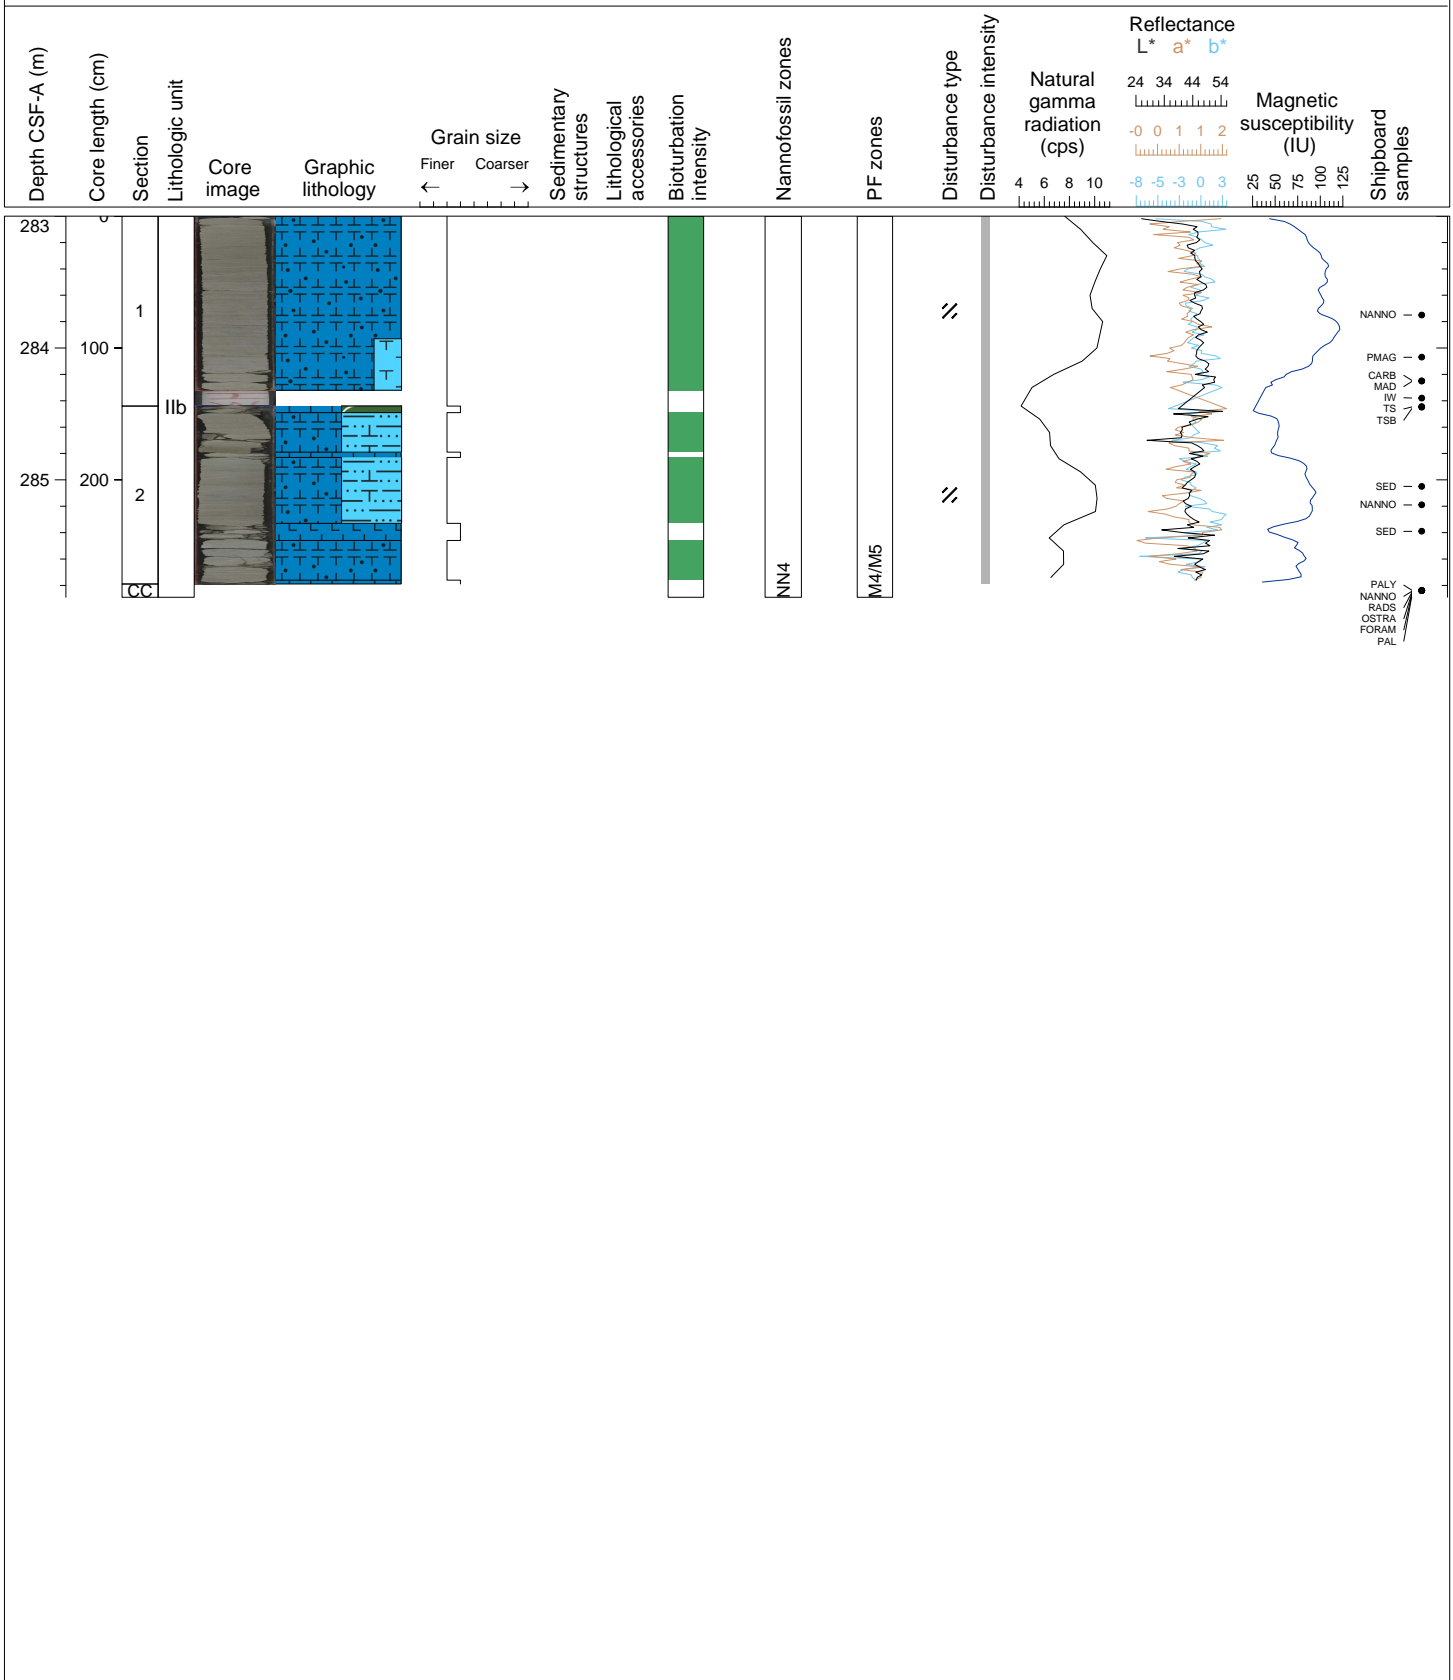 Depth CSF-A (m)
Core length (cm)
Section
Lithologic unit
Core
image
Graphic
lithology
Grain size
Finer
Coarser
←
→
Sedimentary
structures
Lithological
accessories
Bioturbation
intensity
Nannofossil zones
PF zones
Disturbance type
Disturbance intensity
Natural
gamma
radiation
(cps)
4 6 8 10
Reflectance
L* a* b*
24 34 44 54
-0 0 1 1 2
-8 -5 -3 0 3
Magnetic
susceptibility
(IU)
25 50 75 100 125
Shipboard
samples
283
284
285
0
100
200
1
2
CC
IIb
NN4
M4/M5
NANNO
PMAG
CARB
MAD
IW
TS
TSB
SED
NANNO
SED
PALY
NANNO
RADS
OSTRA
FORAM
PAL